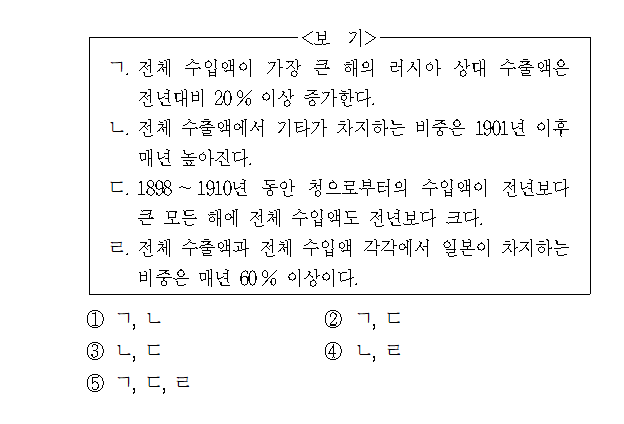 <보 기>
ㄱ. 전체 수입액이 가장 큰 해의 러시아 상대 수출액은
전년대비 20% 이상 증가한다.
ㄴ. 전체 수출액에서 기타가 차지하는 비중은 1901년 이후
매년 높아진다.
ㄷ. 1898 ~ 1910년 동안 청으로부터의 수입액이 전년보다
큰 모든 해에 전체 수입액도 전년보다 크다.
ㄹ. 전체 수출액과 전체 수입액 각각에서 일본이 차지하는
비중은 매년 60% 이상이다.
① ㄱ, ㄴ ② ㄱ, ㄷ
③ ㄴ, ㄷ ④ ㄴ, ㄹ
⑤ ㄱ, ㄷ, ㄹ